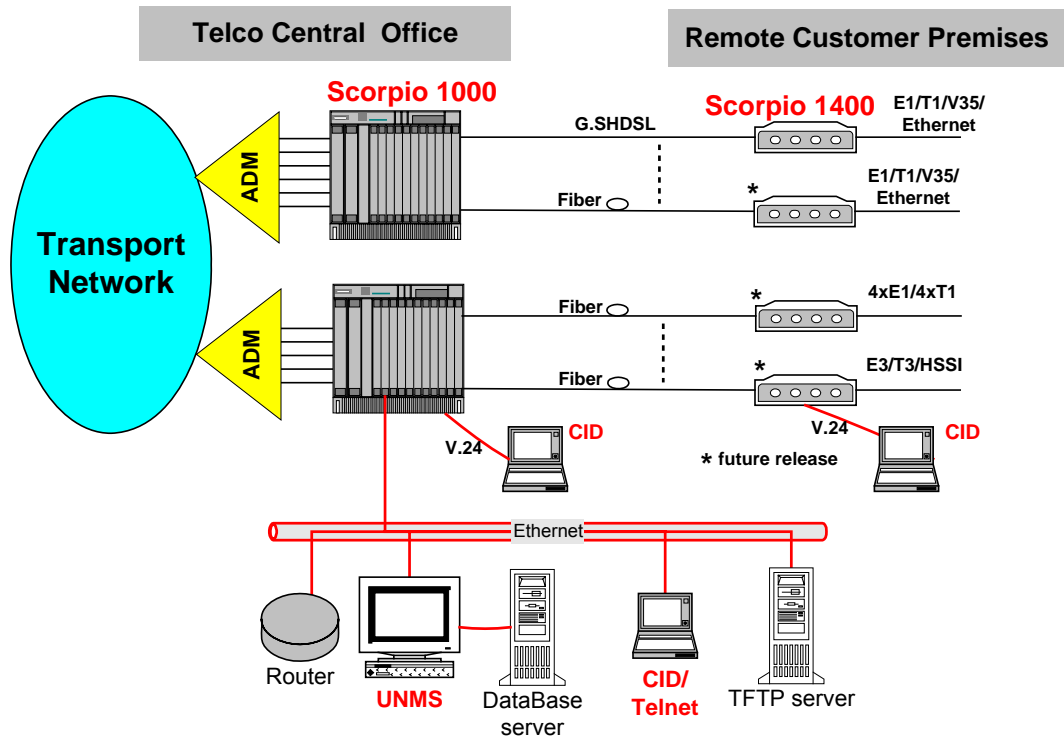 Telco Central Office
Remote Customer Premises
Scorpio 1000
Scorpio 1400
E1/T1/V35/
Ethernet
G.SHDSL
ADM
E1/T1/V35/
Ethernet
*
Fiber
Transport
Network
*
4xE1/4xT1
Fiber
ADM
*
E3/T3/HSSI
Fiber
V.24
CID
V.24
CID
* future release
Ethernet
Router
UNMS
DataBase
server
CID/
Telnet
TFTP server